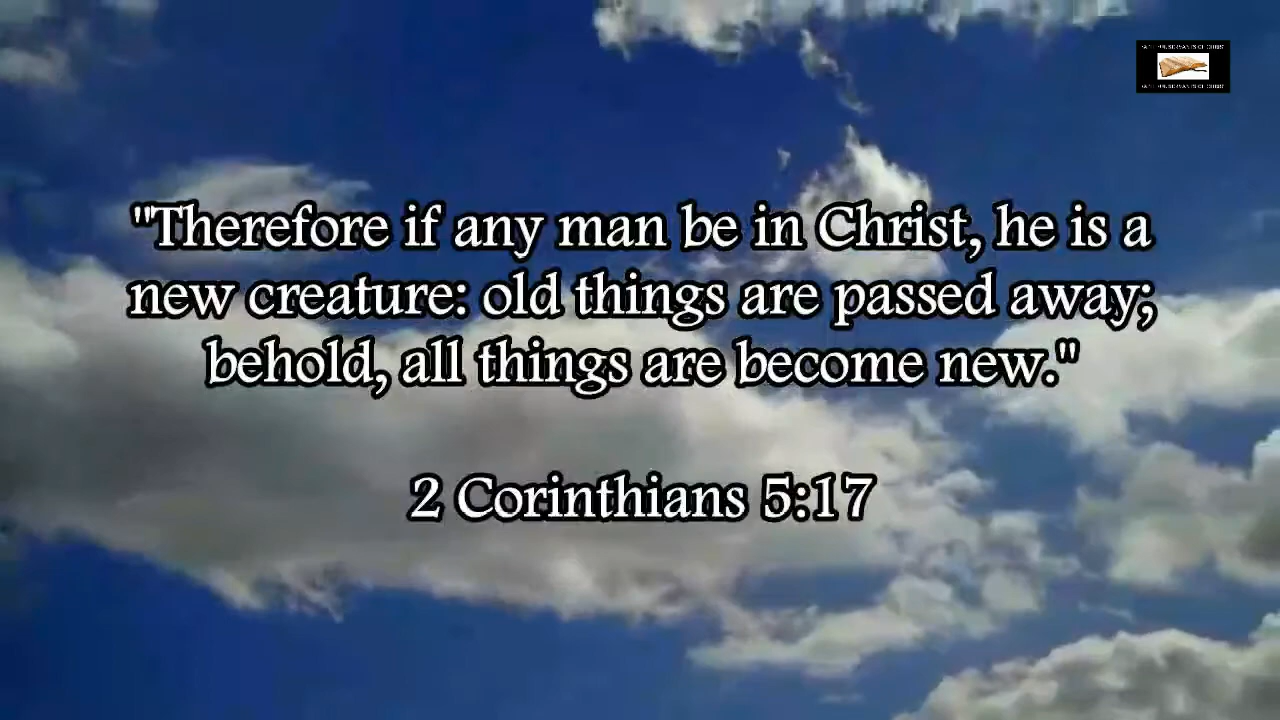 "Therefore if any man be in Christ, he is a
new creature: old things are passed away;
behold, all things are become new."
2 Corinthians 5:17